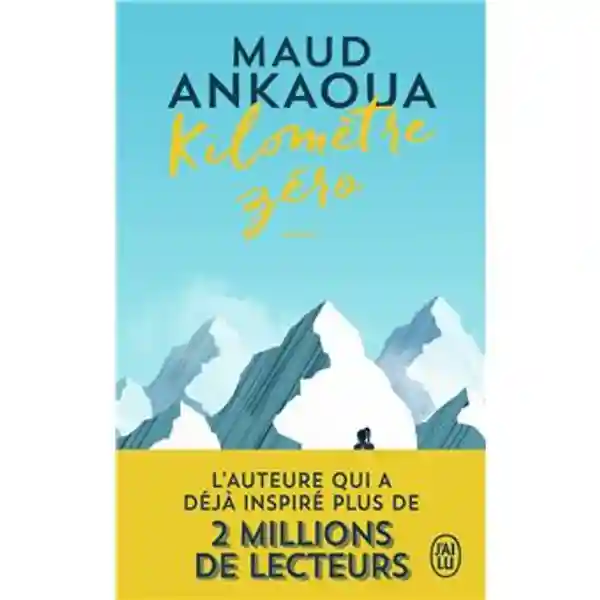 MAUD
ANKAOUA
Kilomètre
zéro
L'AUTEURE QUI A
DÉJÀ INSPIRÉ PLUS DE
2 MILLIONS
DE LECTEURS
J'AI
LU